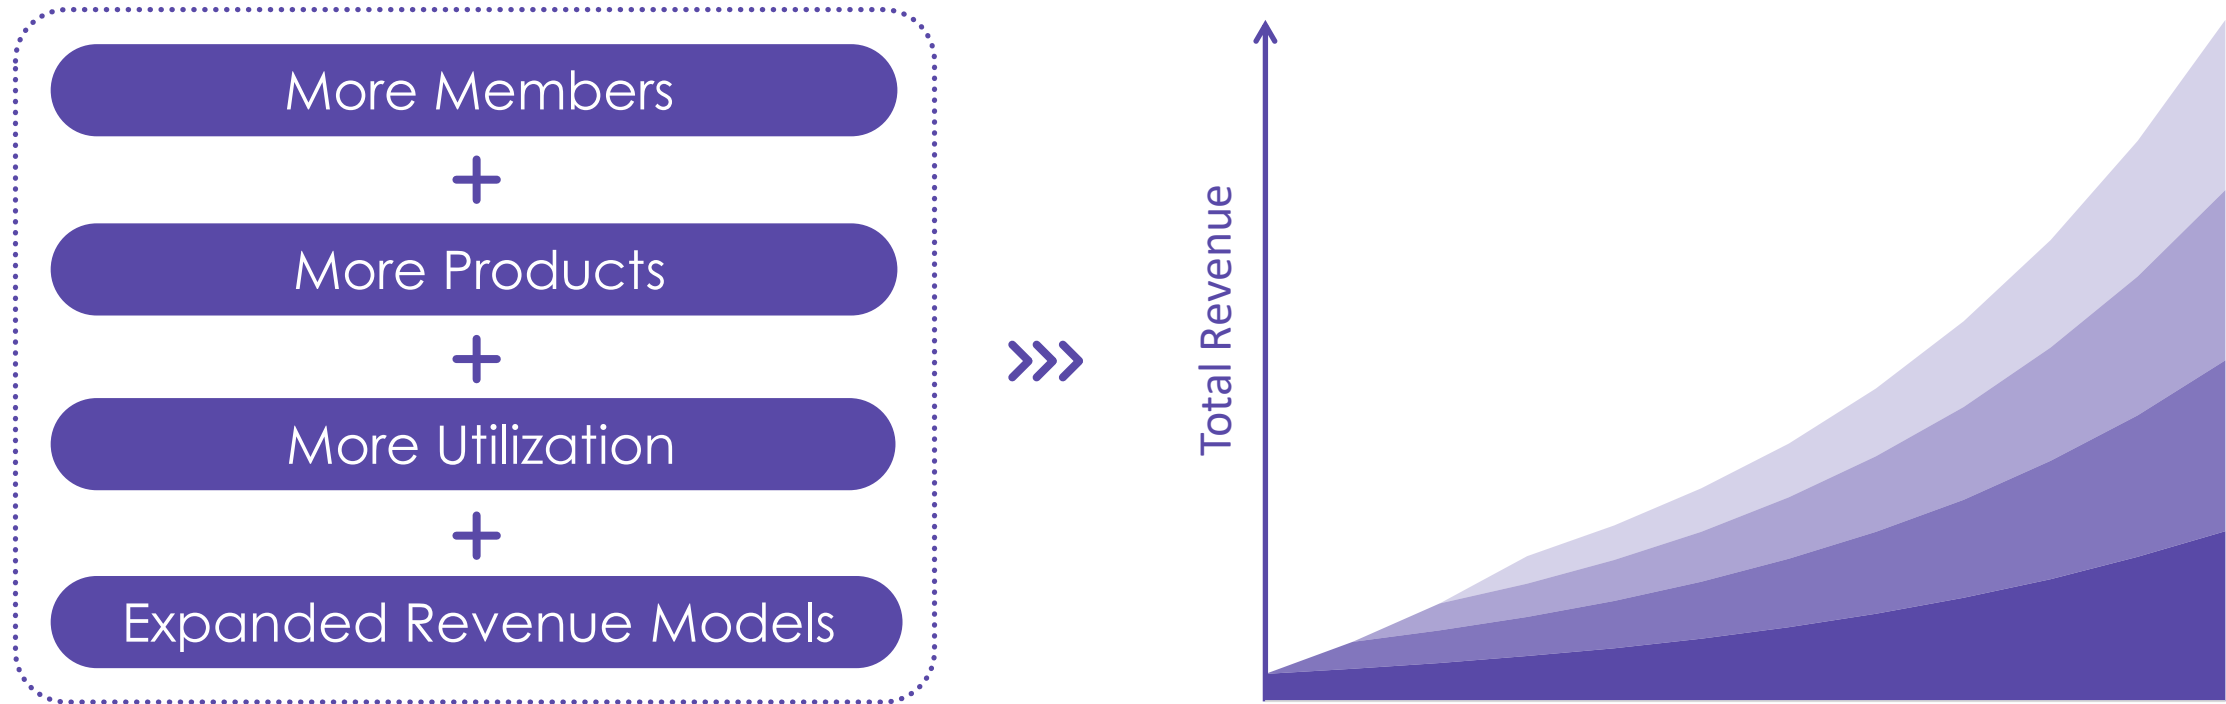 More Members
+
More Products
+
More Utilization
+
Expanded Revenue Models
Total Revenue